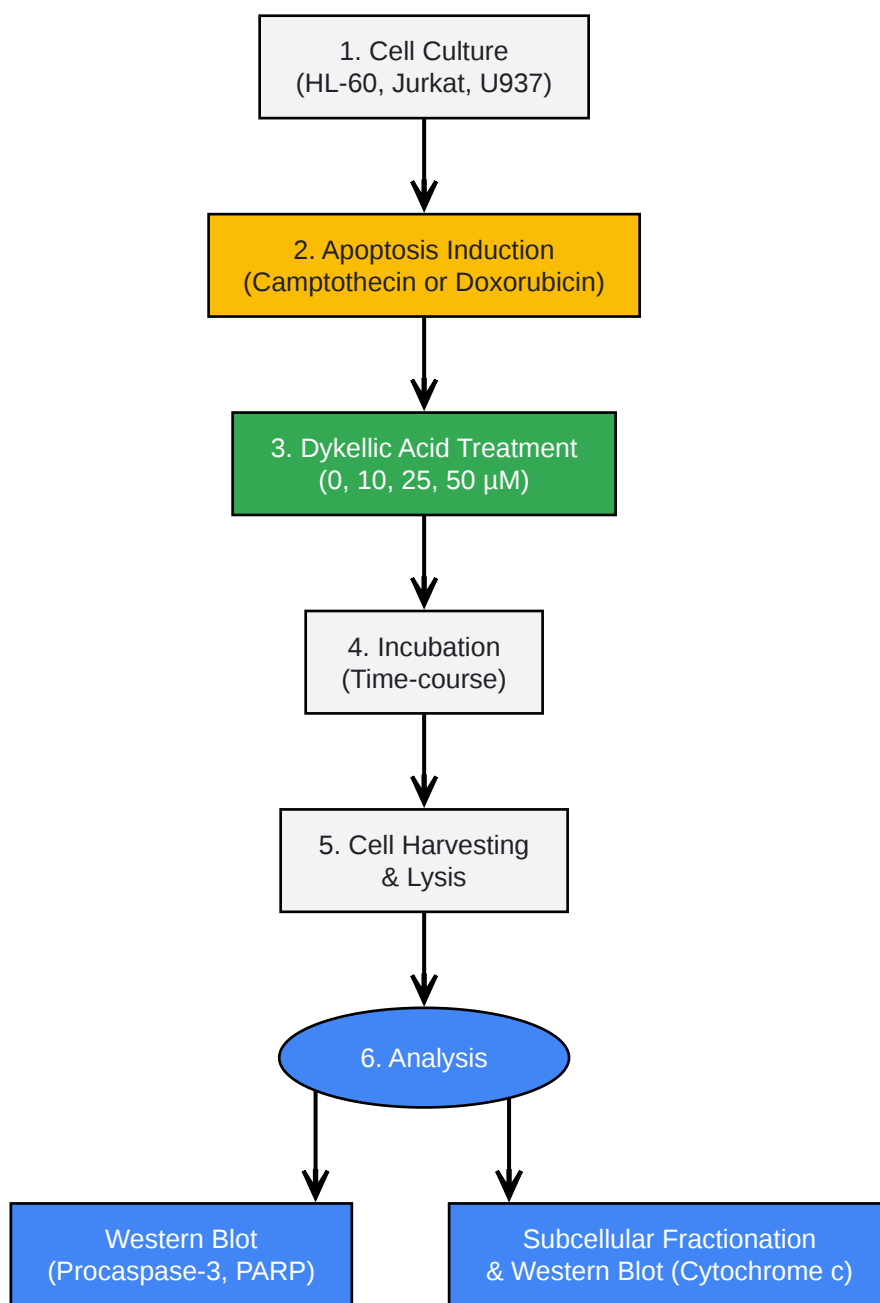 1. Cell Culture
(HL-60, Jurkat, U937)
2. Apoptosis Induction
(Camptothecin or Doxorubicin)
3. Dykellic Acid Treatment
(0, 10, 25, 50 µM)
4. Incubation
(Time-course)
5. Cell Harvesting
& Lysis
6. Analysis
Western Blot
(Procaspase-3, PARP)
Subcellular Fractionation
& Western Blot (Cytochrome c)